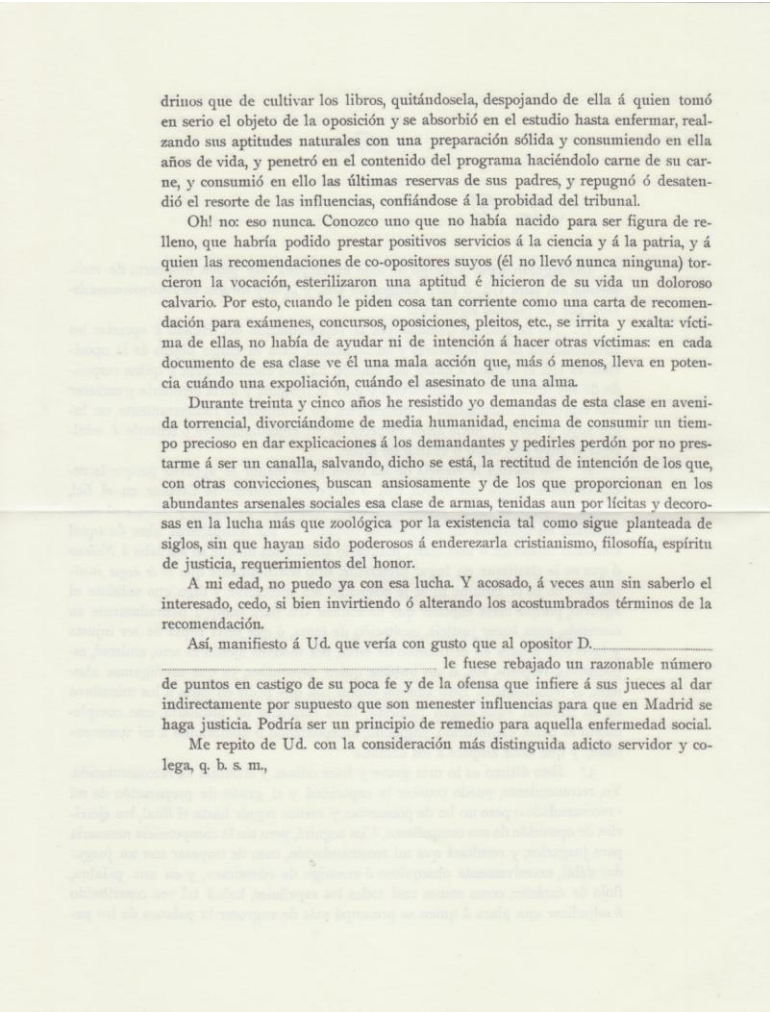 drinos que de cultivar los libros, quitándosela, despojando de ella á quien tomó
en serio el objeto de la oposición y se absorbió en el estudio hasta enfermar, real-
zando sus aptitudes naturales con una preparación sólida y consumiendo en ella
años de vida, y penetró en el contenido del programa haciéndolo carne de su car-
ne, y consumió en ello las últimas reservas de sus padres, y repugnó ó desaten-
dió el resorte de las influencias, confiándose á la probidad del tribunal.
Oh! no: eso nunca. Conozco uno que no había nacido para ser figura de re-
lleno, que habría podido prestar positivos servicios á la ciencia y á la patria, y á
quien las recomendaciones de co-opositores suyos (él no llevó nunca ninguna) tor-
cieron la vocación, esterilizaron una aptitud é hicieron de su vida un doloroso
calvario. Por esto, cuando le piden cosa tan corriente como una carta de recomen-
dación para exámenes, concursos, oposiciones, pleitos, etc., se irrita y exalta: vícti-
ma de ellas, no había de ayudar ni de intención á hacer otras víctimas: en cada
documento de esa clase ve él una mala acción que, más ó menos, lleva en poten-
cia cuándo una expoliación, cuándo el asesinato de una alma.
Durante treinta y cinco años he resistido yo demandas de esta clase en aveni-
da torrencial, divorciándome de media humanidad, encima de consumir un tiem-
po precioso en dar explicaciones á los demandantes y pedirles perdón por no pres-
tarme á ser un canalla, salvando, dicho se está, la rectitud de intención de los que,
con otras convicciones, buscan ansiosamente y de los que proporcionan en los
abundantes arsenales sociales esa clase de armas, tenidas aun por lícitas y decoro-
sas en la lucha más que zoológica por la existencia tal como sigue planteada de
siglos, sin que hayan sido poderosos á enderezarla cristianismo, filosofía, espíritu
de justicia, requerimientos del honor.
A mi edad, no puedo ya con esa lucha. Y acosado, á veces aun sin saberlo el
interesado, cedo, si bien invirtiendo ó alterando los acostumbrados términos de la
recomendación.
Así, manifiesto á Ud. que vería con gusto que al opositor D.
le fuese rebajado un razonable número
de puntos en castigo de su poca fe y de la ofensa que infiere á sus jueces al dar
indirectamente por supuesto que son menester influencias para que en Madrid se
haga justicia. Podría ser un principio de remedio para aquella enfermedad social.
Me repito de Ud. con la consideración más distinguida adicto servidor y co-
lega, q. b. s. m.,